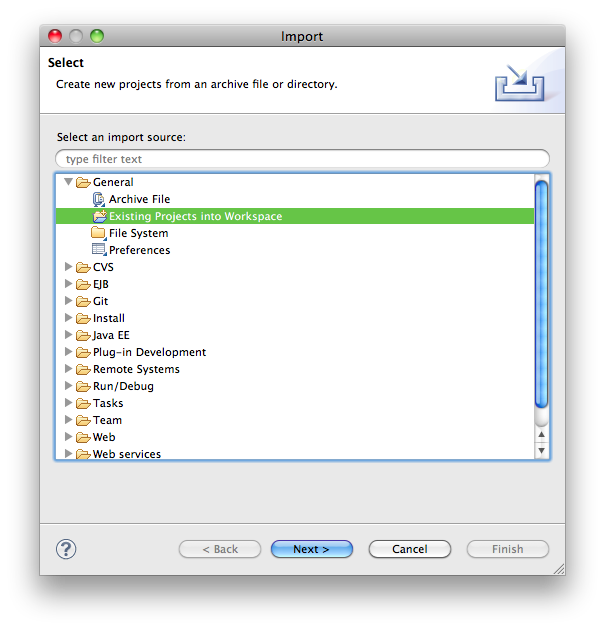 Import
Select
Create new projects from an archive file or directory.
Select an import source:
type filter text
General
Archive File
Existing Projects into Workspace
File System
Preferences
CVS
EJB
Git
Install
Java EE
Plug-in Development
Remote Systems
Run/Debug
Tasks
Team
Web
Web services
? < Back Next > Cancel Finish